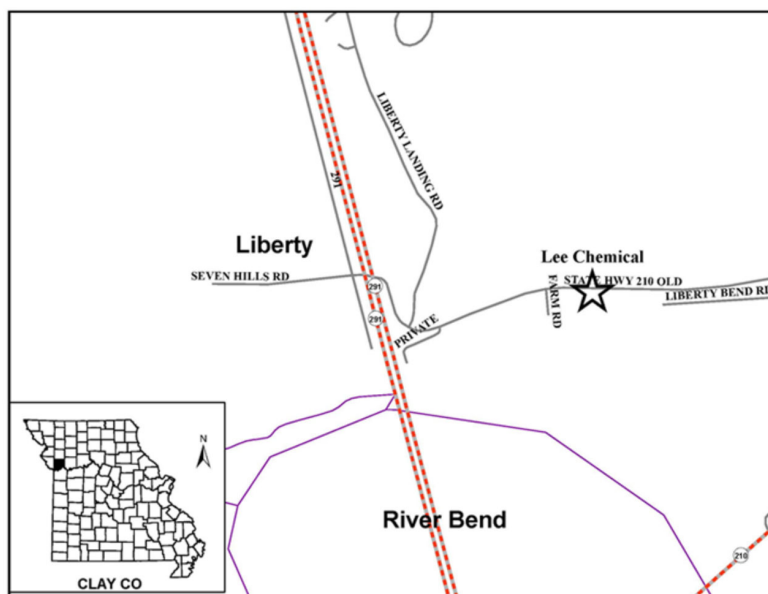 LIBERTY LANDING RD
291
Liberty
Lee Chemical
SEVEN HILLS RD
291
STATE HWY 210 OLD
FARM RD
LIBERTY BEND RD
291
PRIVATE
N
River Bend
210
CLAY CO